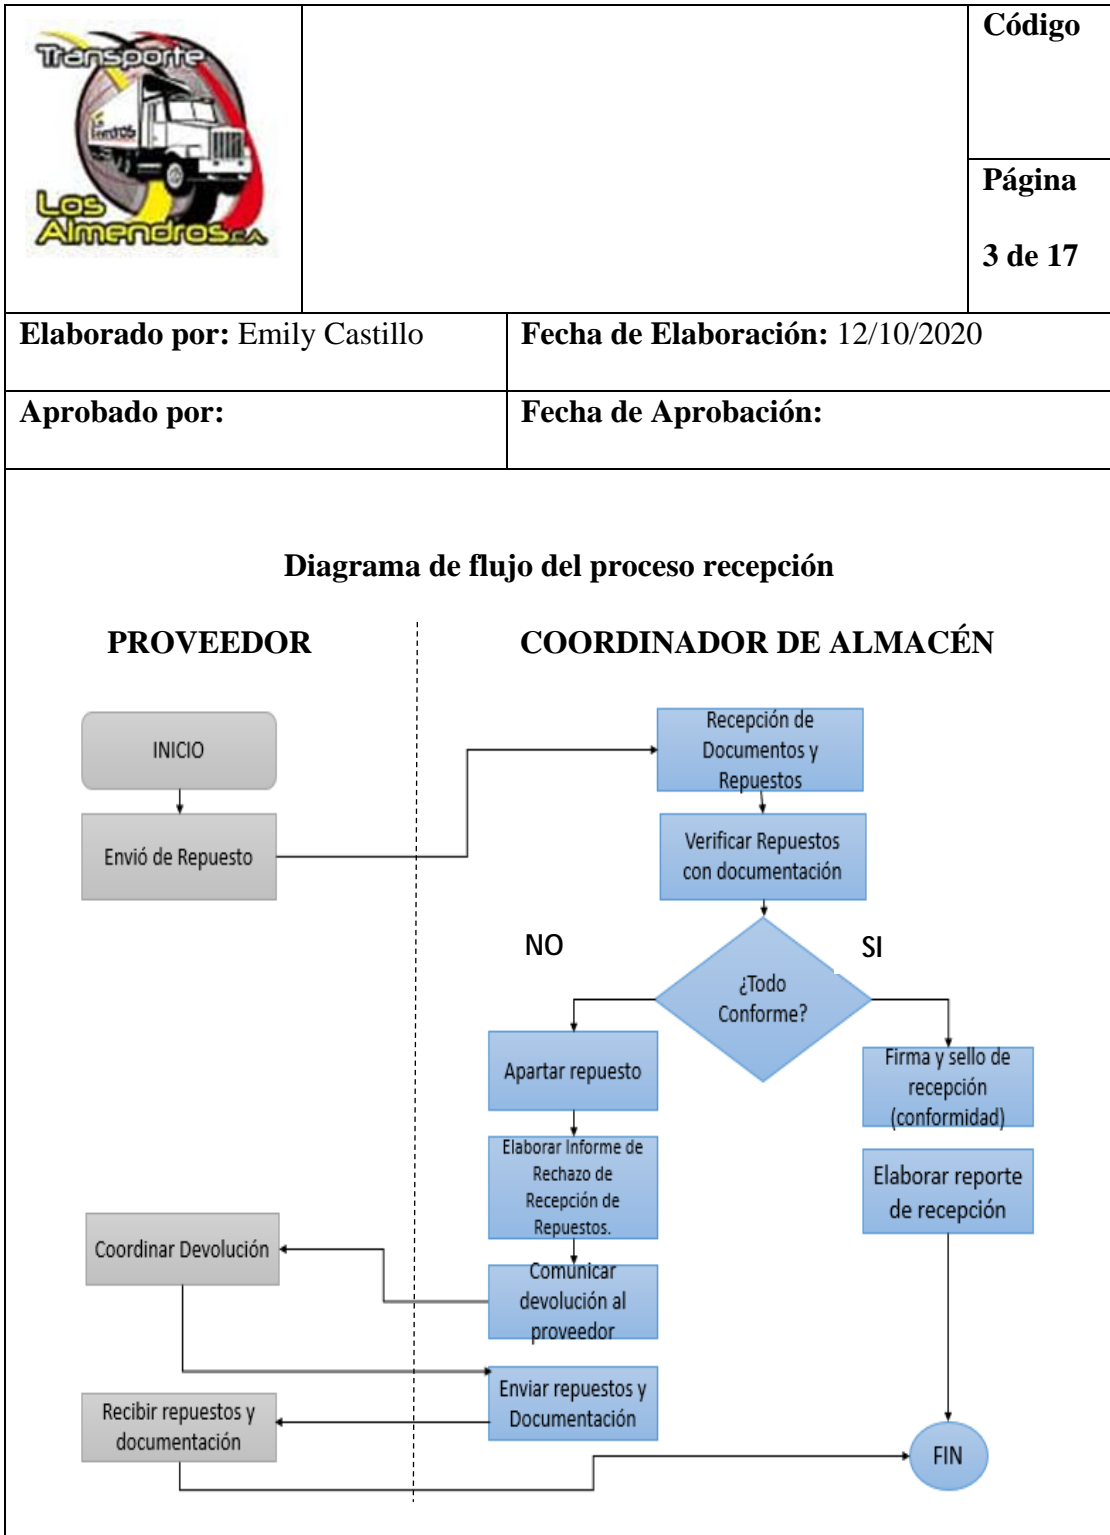 Transporte
Los
Almendros C.A.
Código
Página
3 de 17
Elaborado por: Emily Castillo
Fecha de Elaboración: 12/10/2020
Aprobado por:
Fecha de Aprobación:
Diagrama de flujo del proceso recepción
PROVEEDOR
COORDINADOR DE ALMACÉN
INICIO
Envió de Repuesto
Recepción de
Documentos y
Repuestos
Verificar Repuestos
con documentación
NO
SI
¿Todo
Conforme?
Apartar repuesto
Firma y sello de
recepción
(conformidad)
Elaborar Informe de
Rechazo de
Recepción de
Repuestos.
Elaborar reporte
de recepción
Coordinar Devolución
Comunicar
devolución al
proveedor
Enviar repuestos y
Documentación
Recibir repuestos y
documentación
FIN